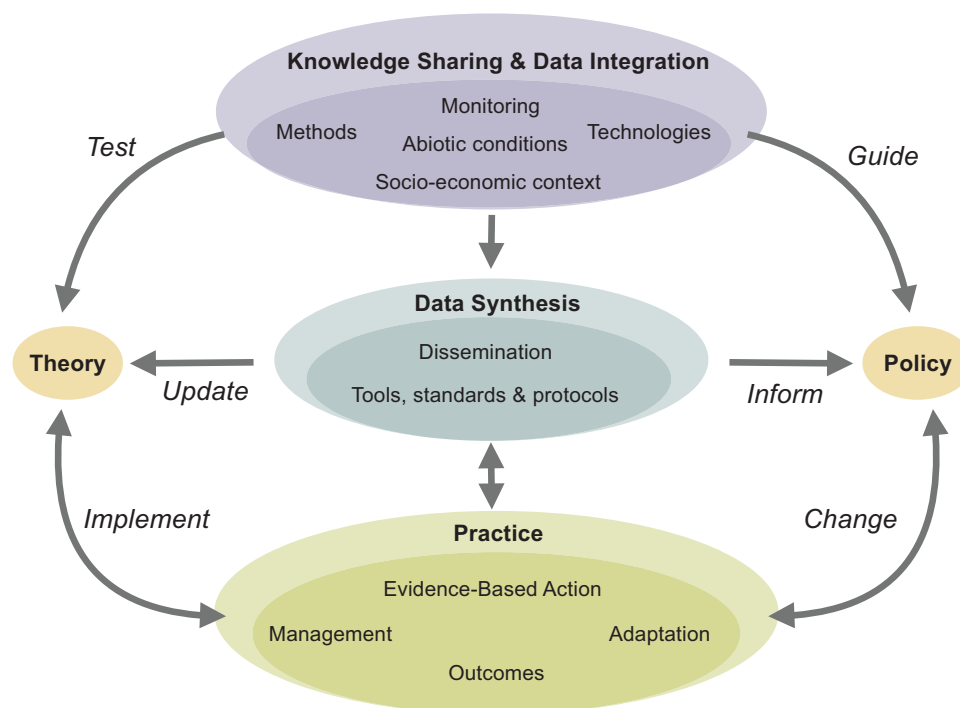 Knowledge Sharing & Data Integration
Monitoring
Methods
Technologies
Abiotic conditions
Socio-economic context
Test
Guide
Data Synthesis
Dissemination
Tools, standards & protocols
Theory
Policy
Update
Inform
Implement
Change
Practice
Evidence-Based Action
Management
Adaptation
Outcomes